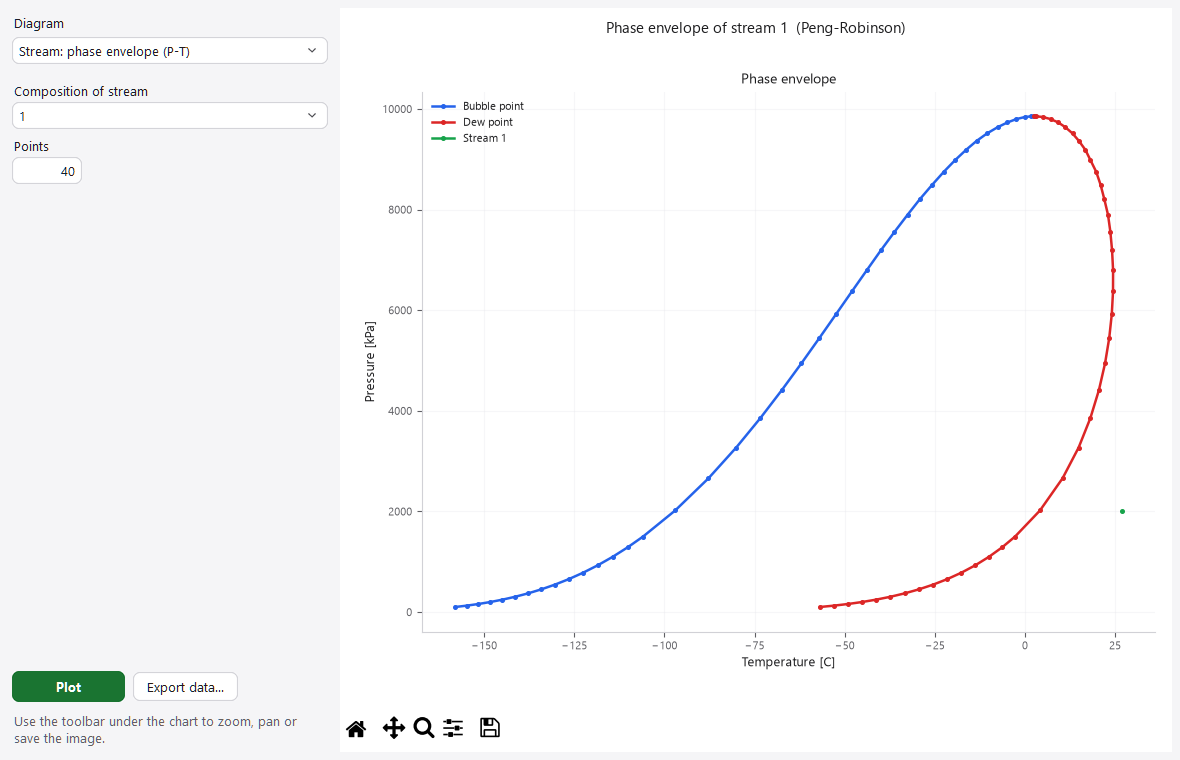 Diagram
Stream: phase envelope (P-T)
Composition of stream
1
Points
40
Plot
Export data...
Use the toolbar under the chart to zoom, pan or
save the image.
Phase envelope of stream 1 (Peng-Robinson)
Phase envelope
Bubble point
Dew point
Stream 1
Pressure [kPa]
10000
8000
6000
4000
2000
0
−150
−125
−100
−75
−50
−25
0
25
Temperature [C]